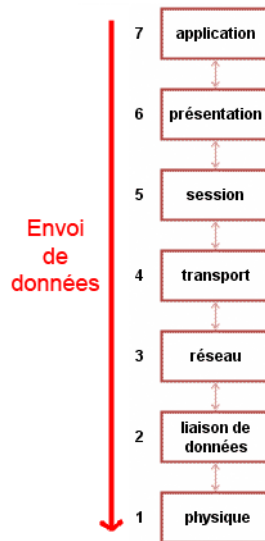 7 application
6 présentation
5 session
Envoi
de
données
4 transport
3 réseau
2 liaison de
données
1 physique